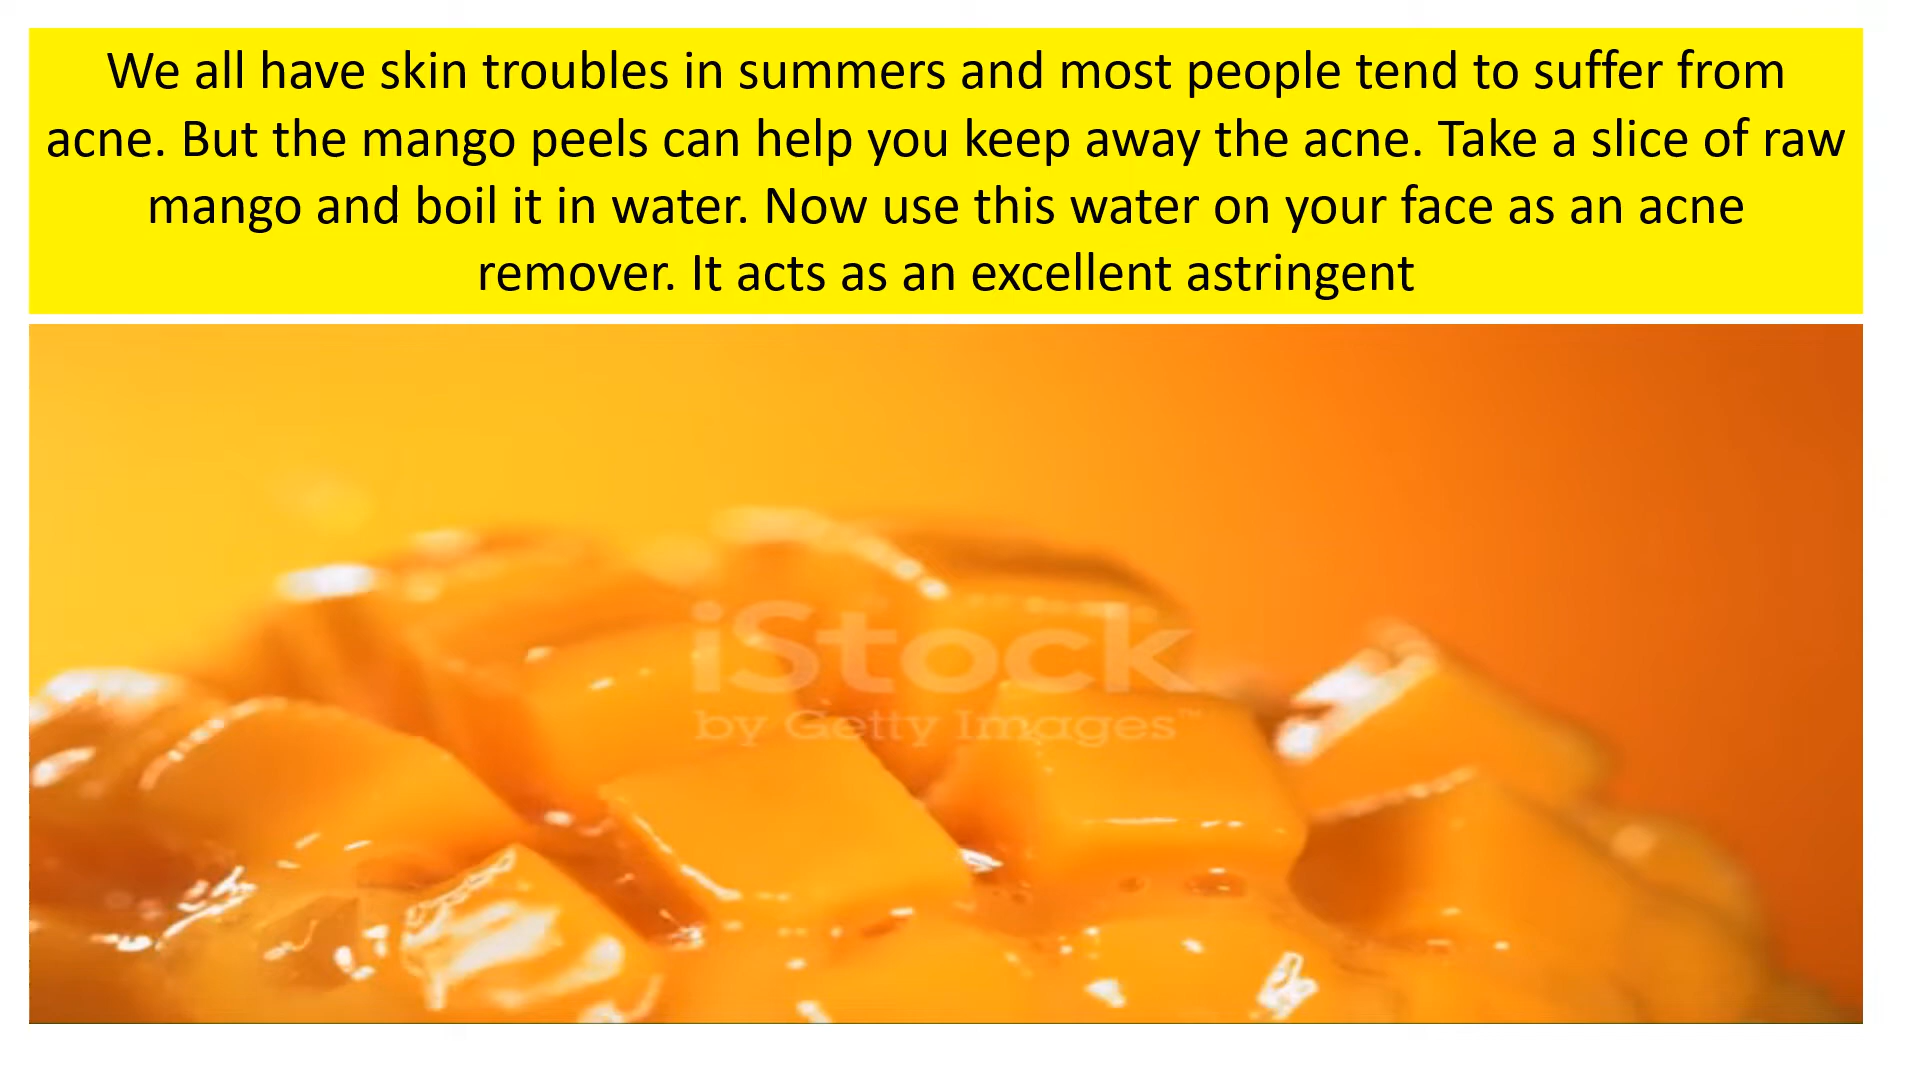 We all have skin troubles in summers and most people tend to suffer from
acne. But the mango peels can help you keep away the acne. Take a slice of raw
mango and boil it in water. Now use this water on your face as an acne
remover. It acts as an excellent astringent
iStock
by Getty Images™